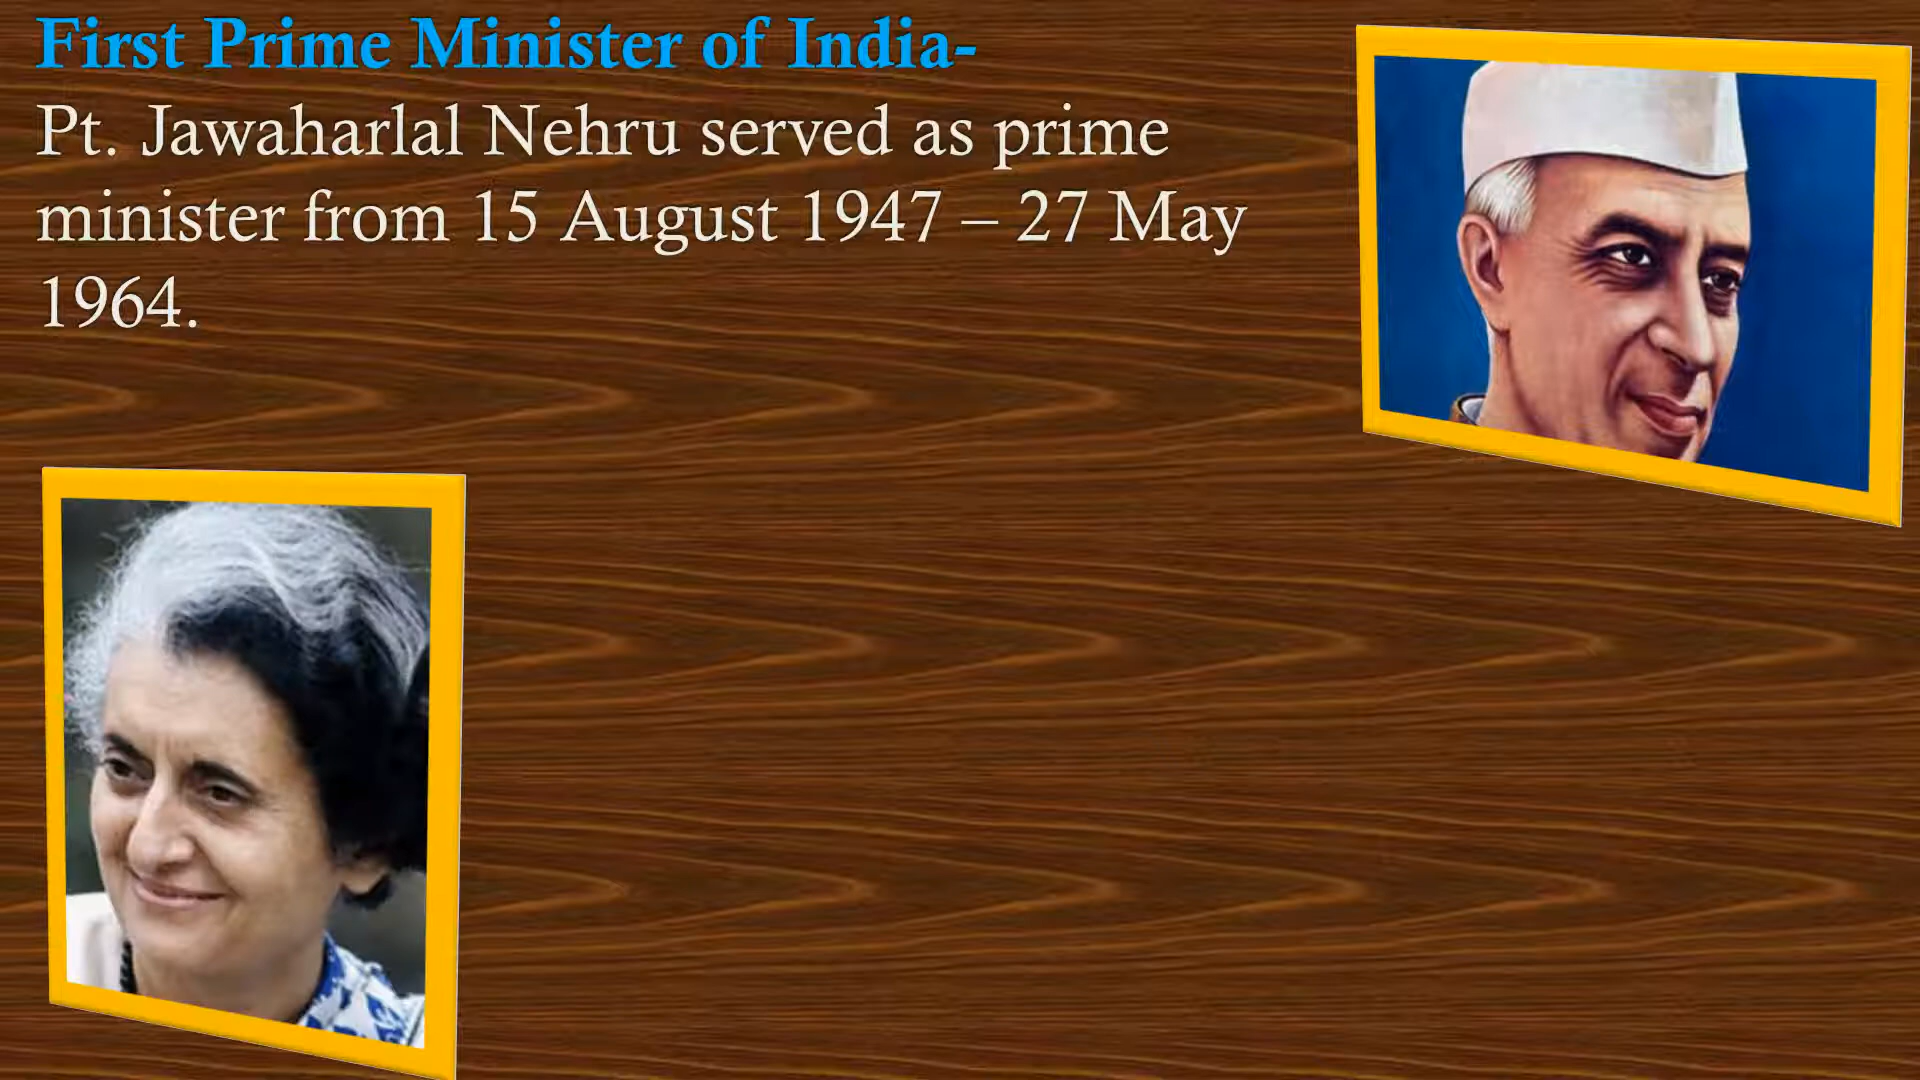 First Prime Minister of India-
Pt. Jawaharlal Nehru served as prime
minister from 15 August 1947 – 27 May
1964.